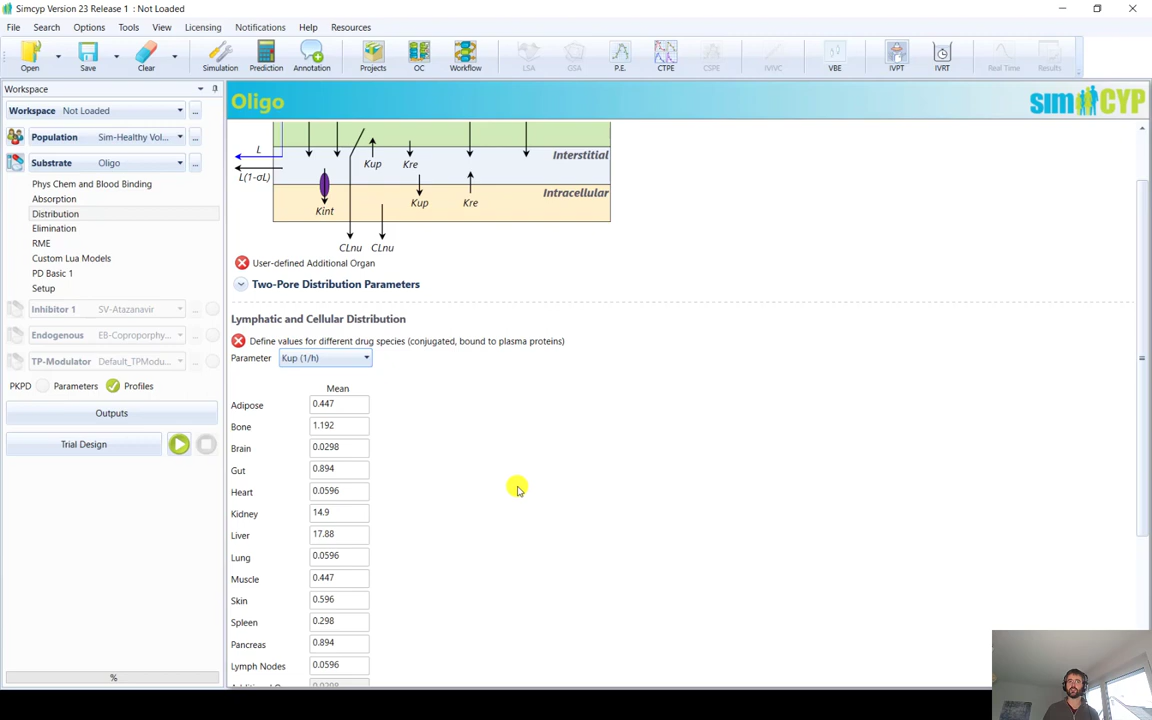 Simcyp Version 23 Release 1 : Not Loaded
File Search Options Tools View Licensing Help Notifications Resources
Open Save Clear Simulation Prediction Annotation Projects OC Workflow LSA GSA P.E. CTPE CSPE IVIVC VBE IVPT IVRT Real Time Results
Workspace
Workspace Not Loaded ...
Population Sim-Healthy Vol... ...
Substrate Oligo ...
Phys Chem and Blood Binding
Absorption
Distribution
Elimination
RME
Custom Lua Models
PD Basic 1
Setup
Inhibitor 1 SV-Atazanavir ...
Endogenous EB-Coproporphy... ...
TP-Modulator Default_TPModu... ...
PKPD Parameters Profiles
Outputs
Trial Design
%
Oligo
simCYP
L
L(1-σL)
Kup
Kre
Interstitial
Intracellular
Kint
Kup
Kre
CLnu CLnu
User-defined Additional Organ
Two-Pore Distribution Parameters
Lymphatic and Cellular Distribution
Define values for different drug species (conjugated, bound to plasma proteins)
Parameter Kup (1/h)
Mean
Adipose 0.447
Bone 1.192
Brain 0.0298
Gut 0.894
Heart 0.0596
Kidney 14.9
Liver 17.88
Lung 0.0596
Muscle 0.447
Skin 0.596
Spleen 0.298
Pancreas 0.894
Lymph Nodes 0.0596